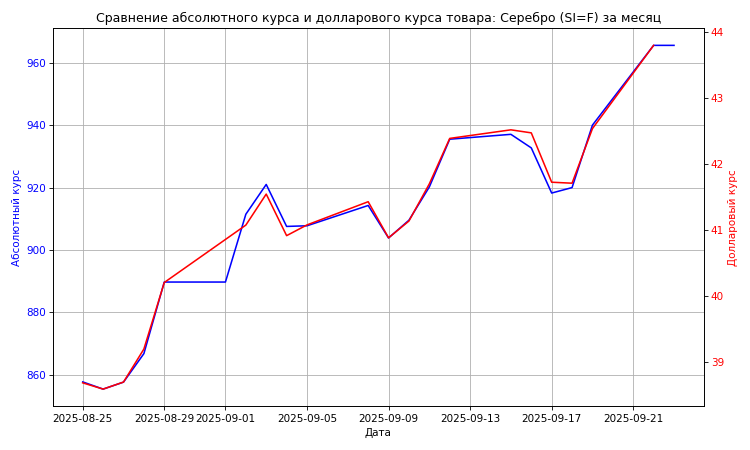 Сравнение абсолютного курса и долларового курса товара: Серебро (SI=F) за месяц
Абсолютный курс
960
940
920
900
880
860
44
43
42
41
40
39
Долларовый курс
2025-08-25 2025-08-29 2025-09-01 2025-09-05 2025-09-09 2025-09-13 2025-09-17 2025-09-21
Дата